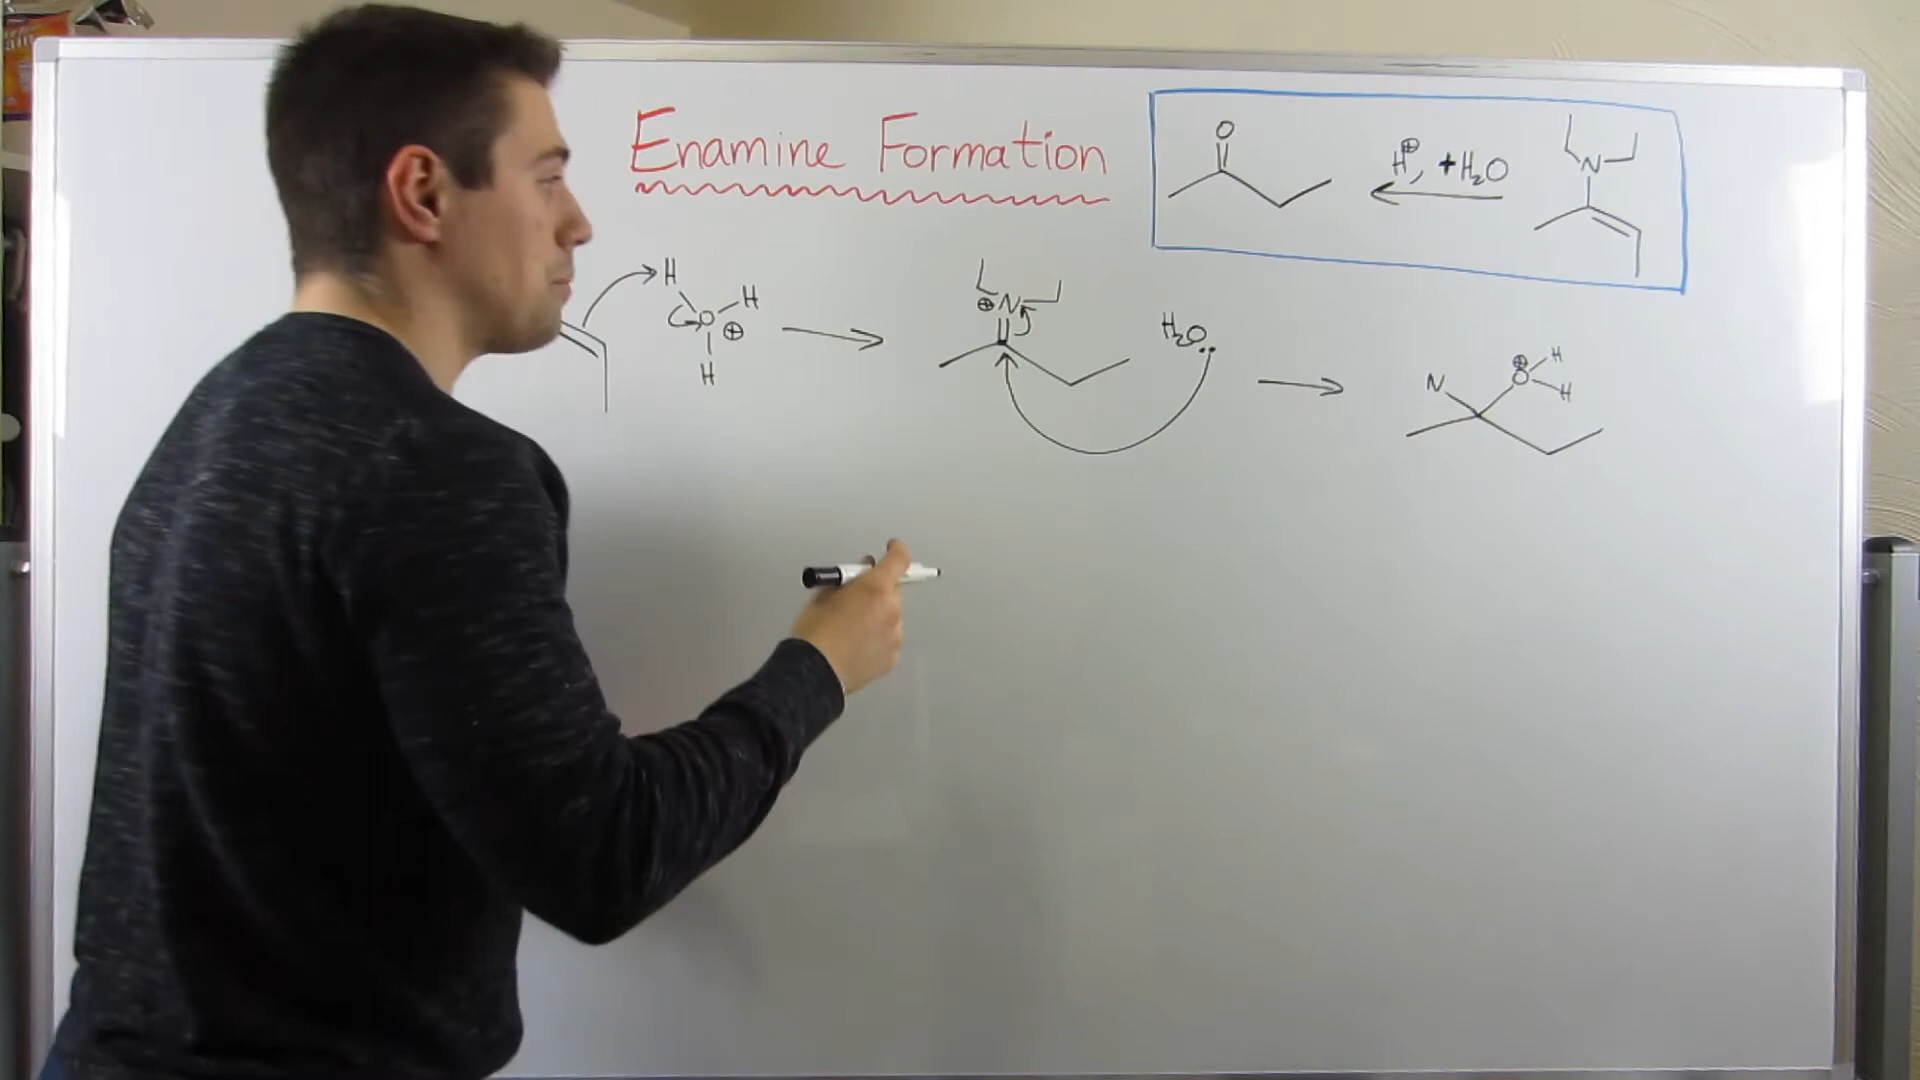 Enamine Formation
O
H⊕, +H₂O
N
H
H
O
⊕
H
⊕N
H₂O
N
⊕
O
H
H